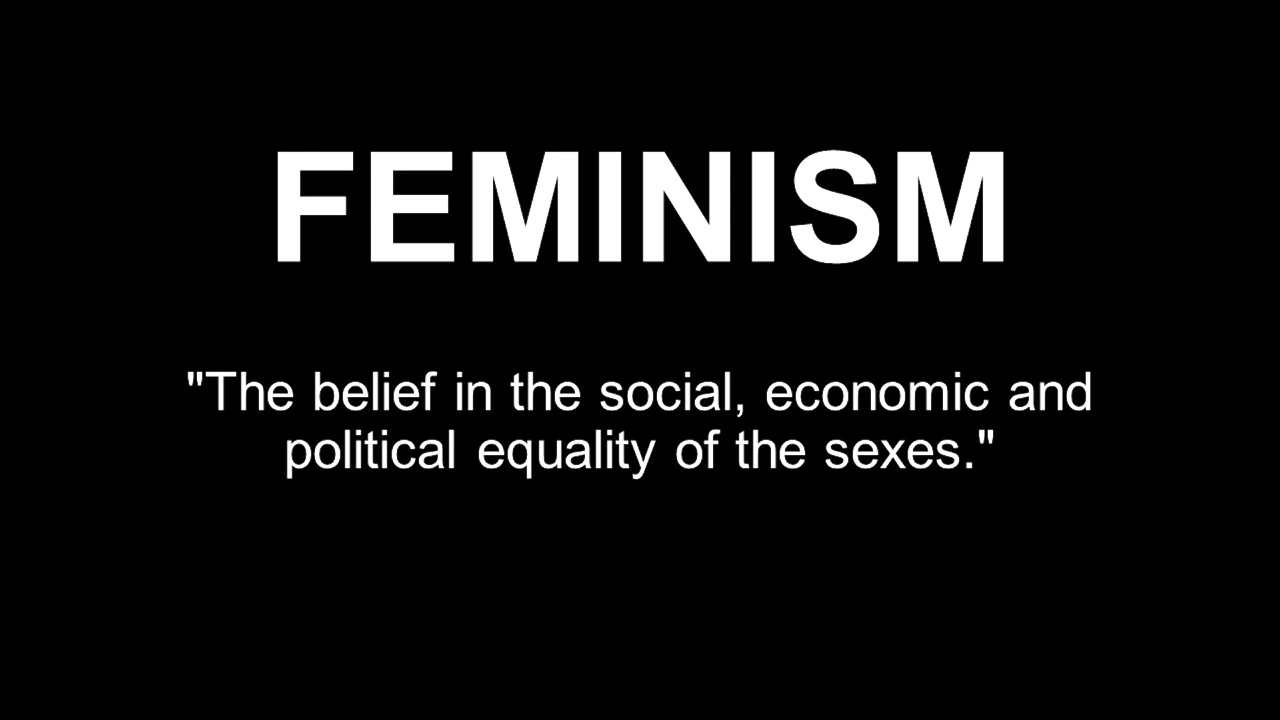 FEMINISM
"The belief in the social, economic and
political equality of the sexes."